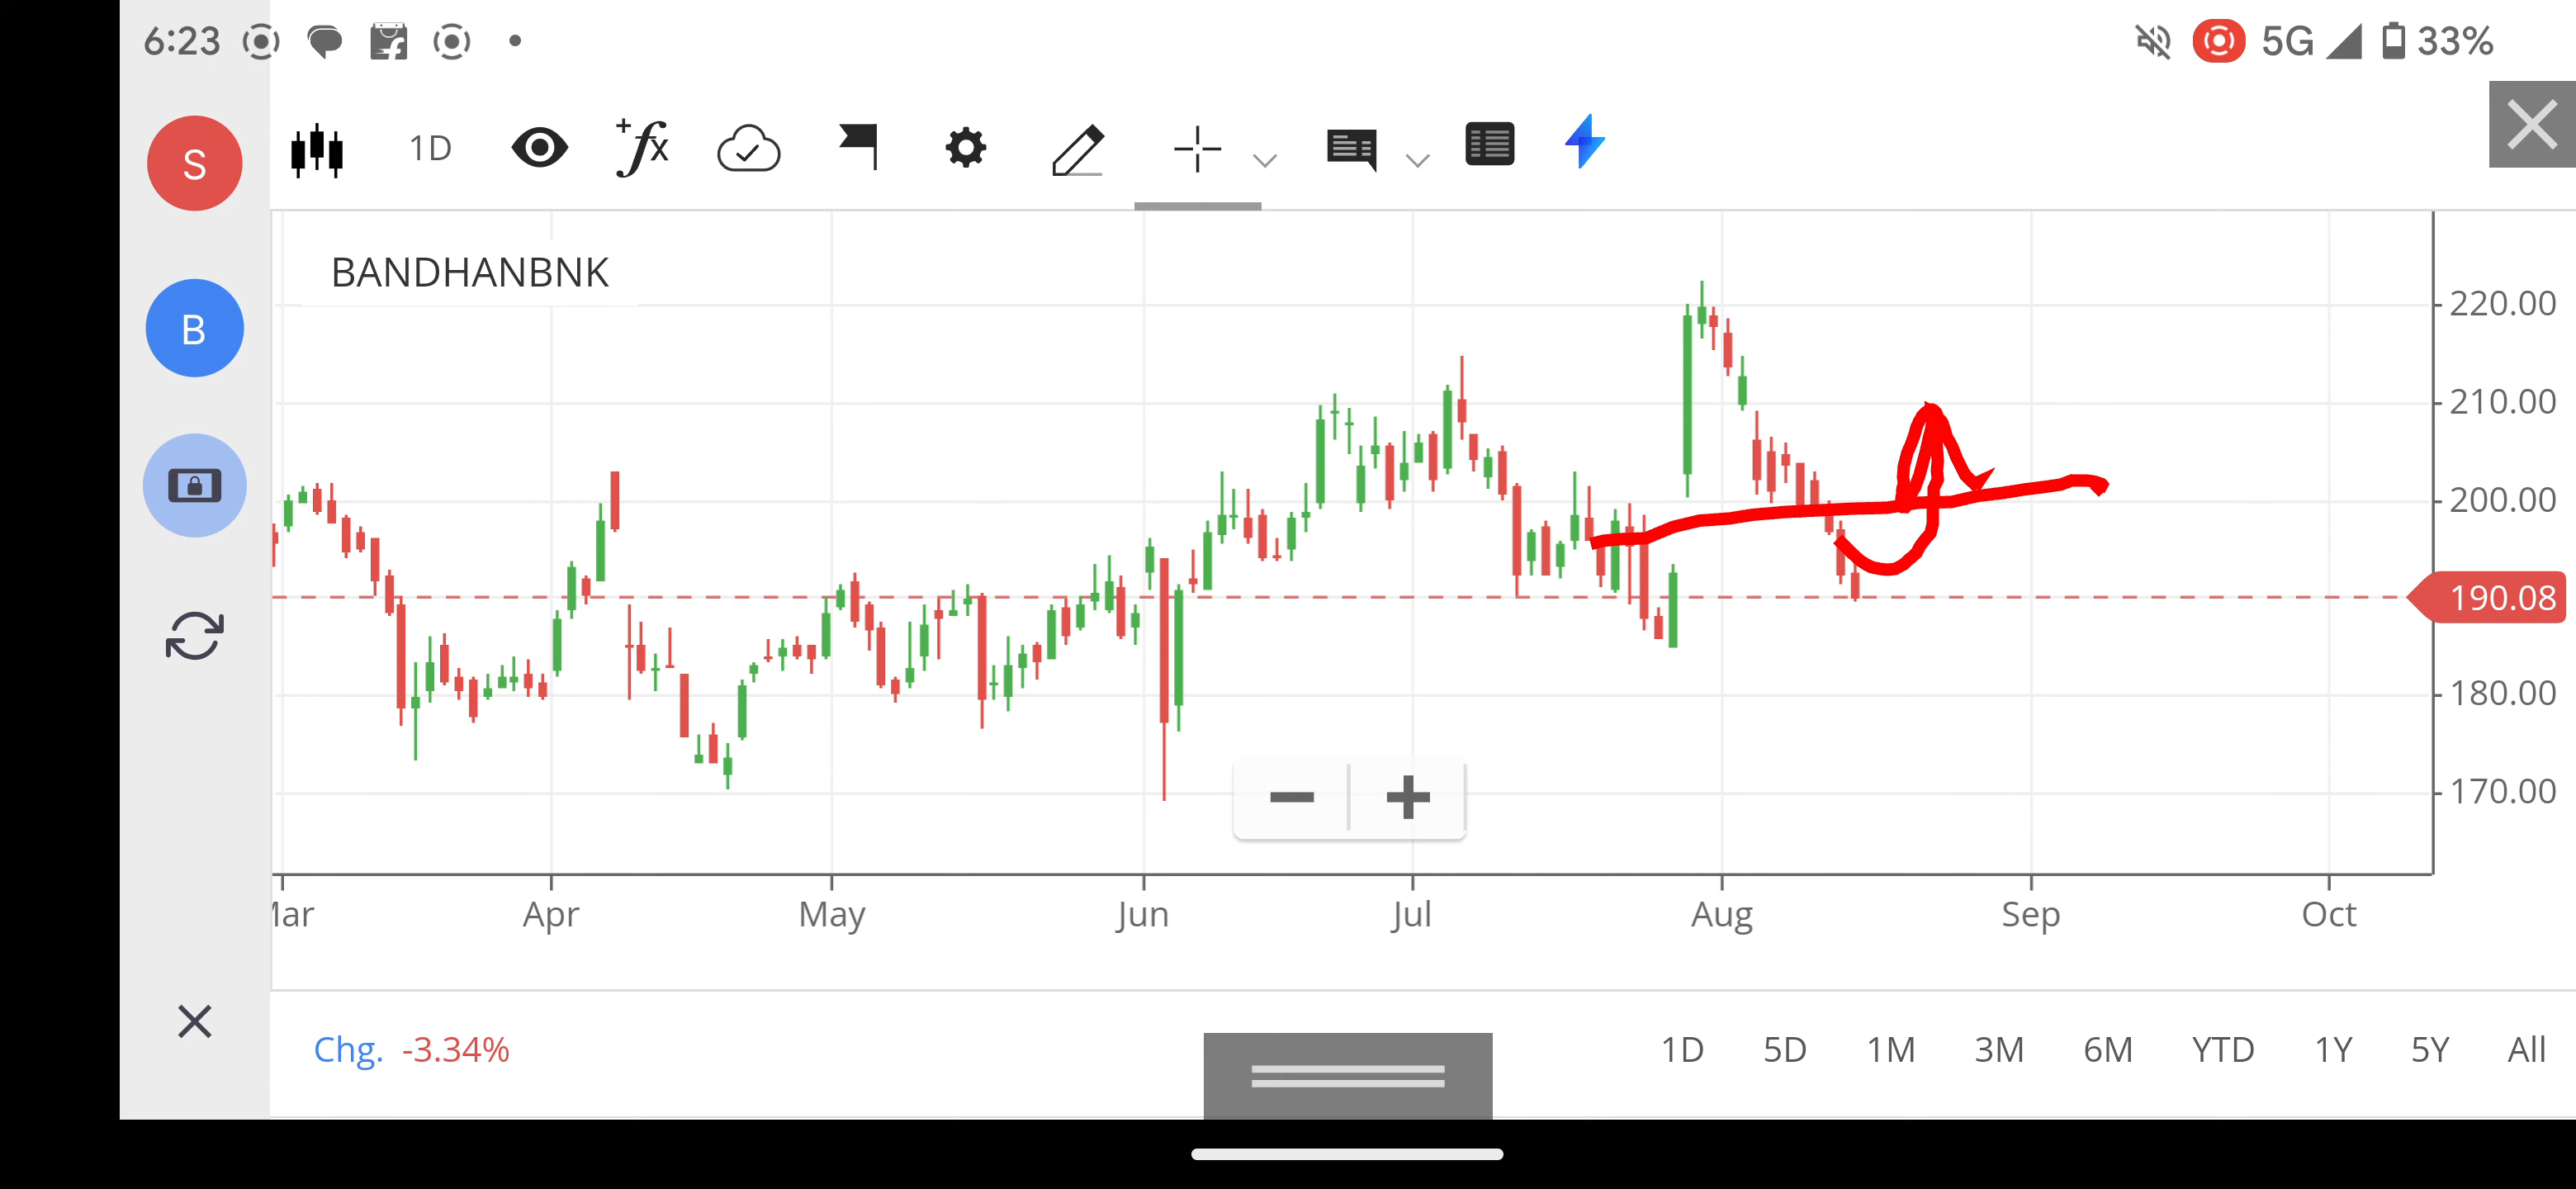 6:23 5G 33%
S
1D
B
BANDHANBNK
220.00
210.00
200.00
190.08
180.00
170.00
Apr May Jun Jul Aug Sep Oct
Chg. -3.34% 1D 5D 1M 3M 6M YTD 1Y 5Y All